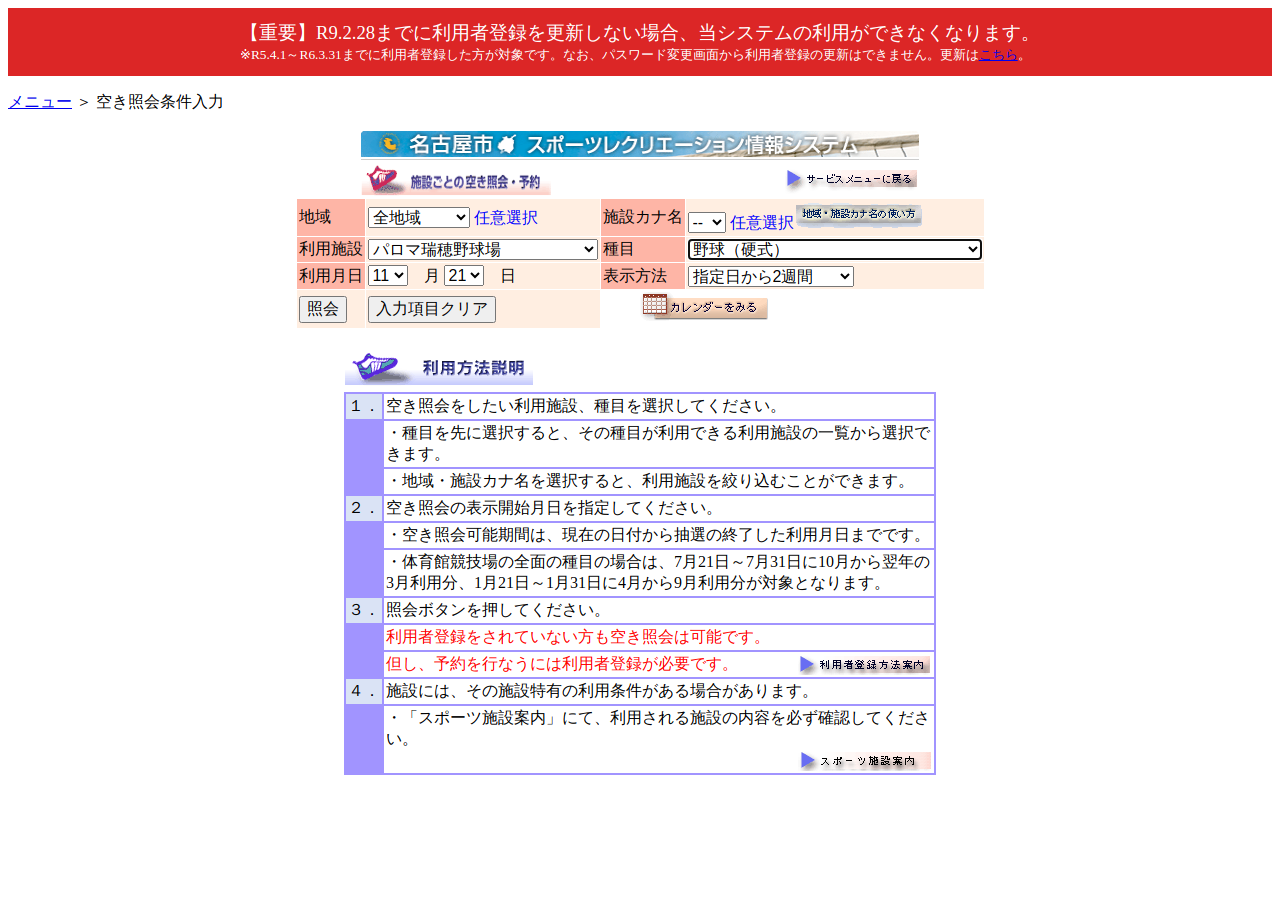 【重要】R9.2.28までに利用者登録を更新しない場合、当システムの利用ができなくなります。
※R5.4.1～R6.3.31までに利用者登録した方が対象です。なお、パスワード変更画面から利用者登録の更新はできません。更新はこちら。
メニュー ＞ 空き照会条件入力
名古屋市 スポーツレクリエーション情報システム
施設ごとの空き照会・予約 サービスメニューに戻る
地域 全地域 任意選択 施設カナ名 -- 任意選択 地域・施設カナ名の使い方
利用施設 パロマ瑞穂野球場 種目 野球（硬式）
利用月日 11 月 21 日 表示方法 指定日から2週間
照会 入力項目クリア カレンダーをみる
利用方法説明
１． 空き照会をしたい利用施設、種目を選択してください。
・種目を先に選択すると、その種目が利用できる利用施設の一覧から選択で
きます。
・地域・施設カナ名を選択すると、利用施設を絞り込むことができます。
２． 空き照会の表示開始月日を指定してください。
・空き照会可能期間は、現在の日付から抽選の終了した利用月日までです。
・体育館競技場の全面の種目の場合は、7月21日～7月31日に10月から翌年の
3月利用分、1月21日～1月31日に4月から9月利用分が対象となります。
３． 照会ボタンを押してください。
利用者登録をされていない方も空き照会は可能です。
但し、予約を行なうには利用者登録が必要です。 利用者登録方法案内
４． 施設には、その施設特有の利用条件がある場合があります。
・「スポーツ施設案内」にて、利用される施設の内容を必ず確認してくださ
い。
スポーツ施設案内